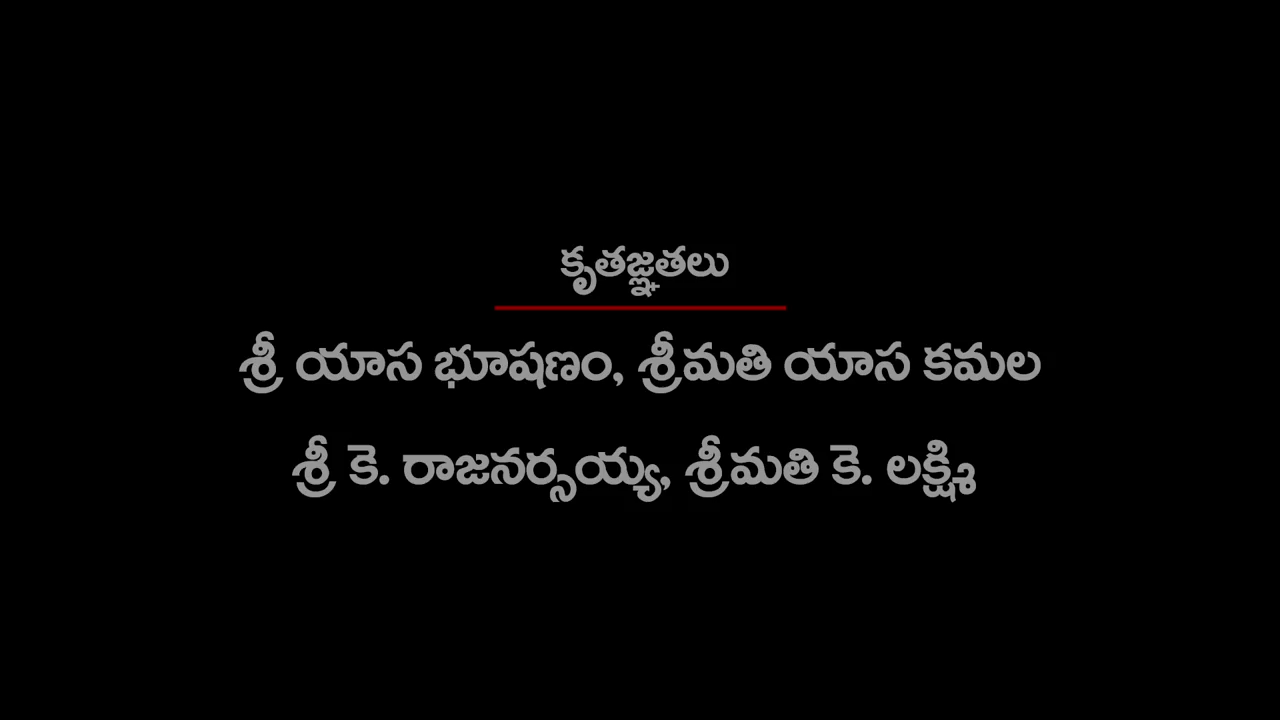 కృతజ్ఞతలు
శ్రీ యాస భూషణం, శ్రీమతి యాస కమల
శ్రీ కె. రాజనర్సయ్య, శ్రీమతి కె. లక్ష్మి